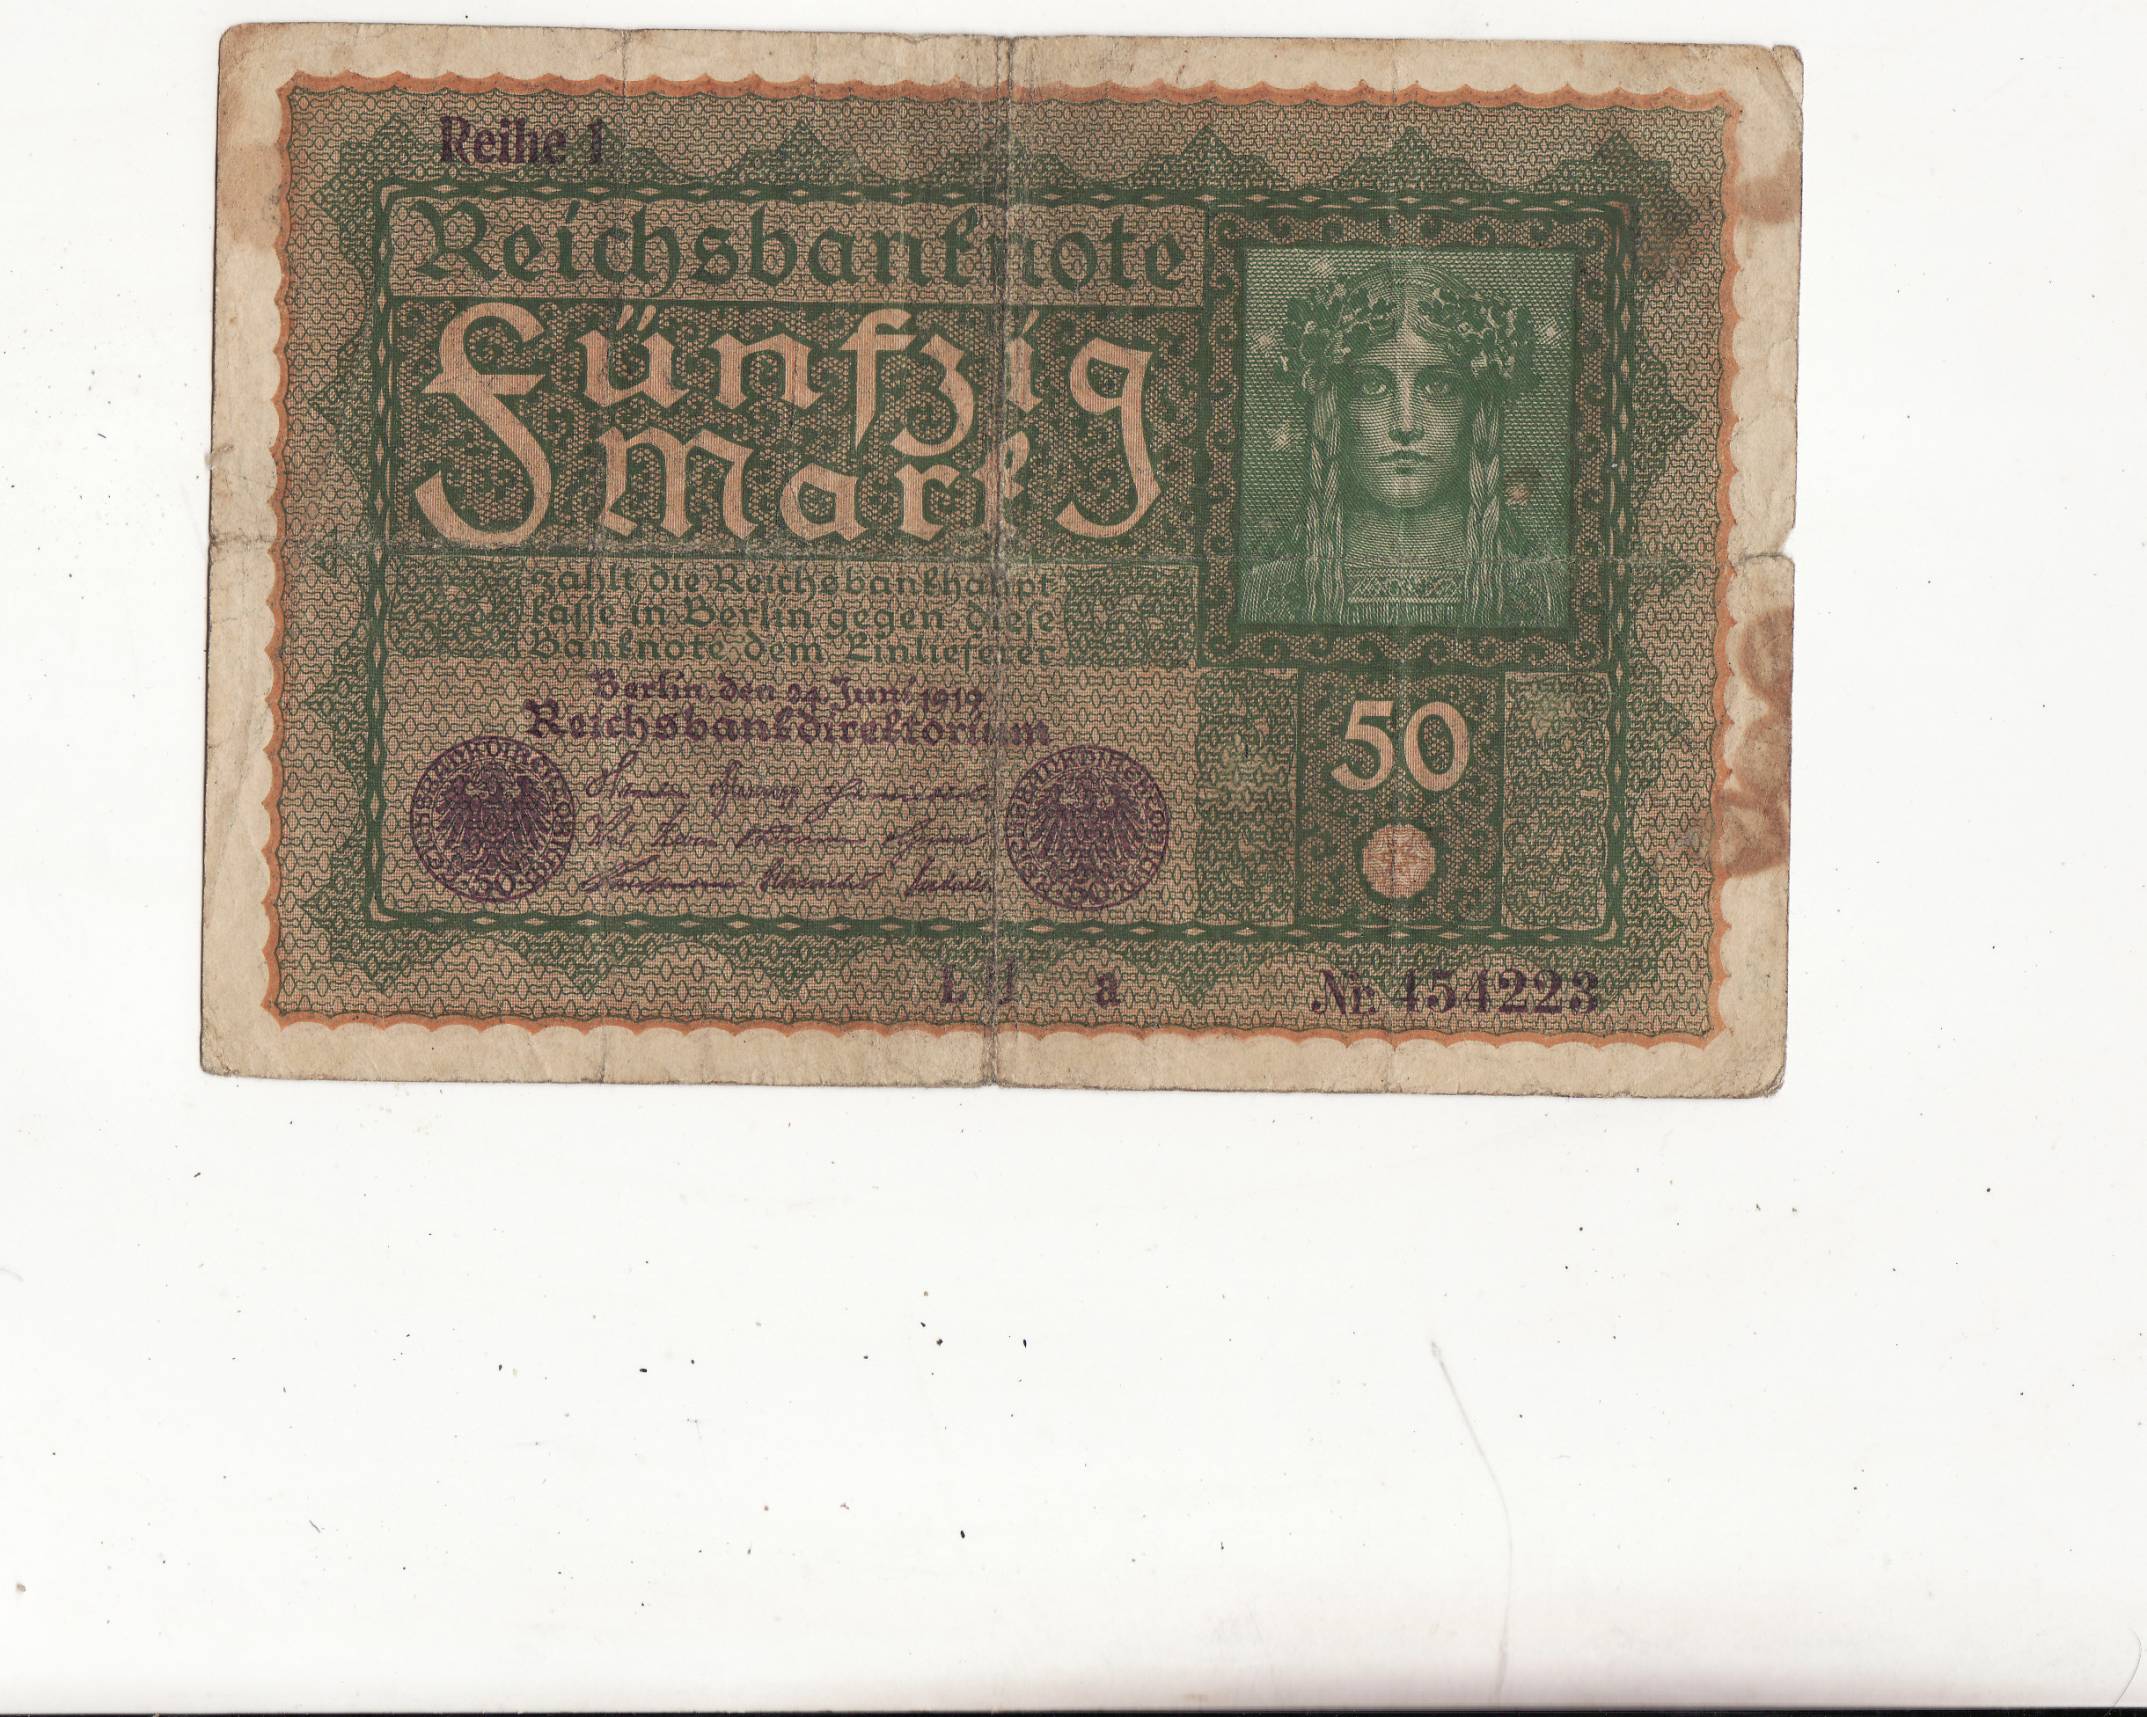 Reihe 1
Reichsbanknote
Fünfzig
Mark
zahlt die Reichsbankhaupt
kasse in Berlin gegen diese
Banknote dem Einlieferer
Berlin, den 24. Juni 1919
Reichsbankdirektorium
50
a
Nr. 454223